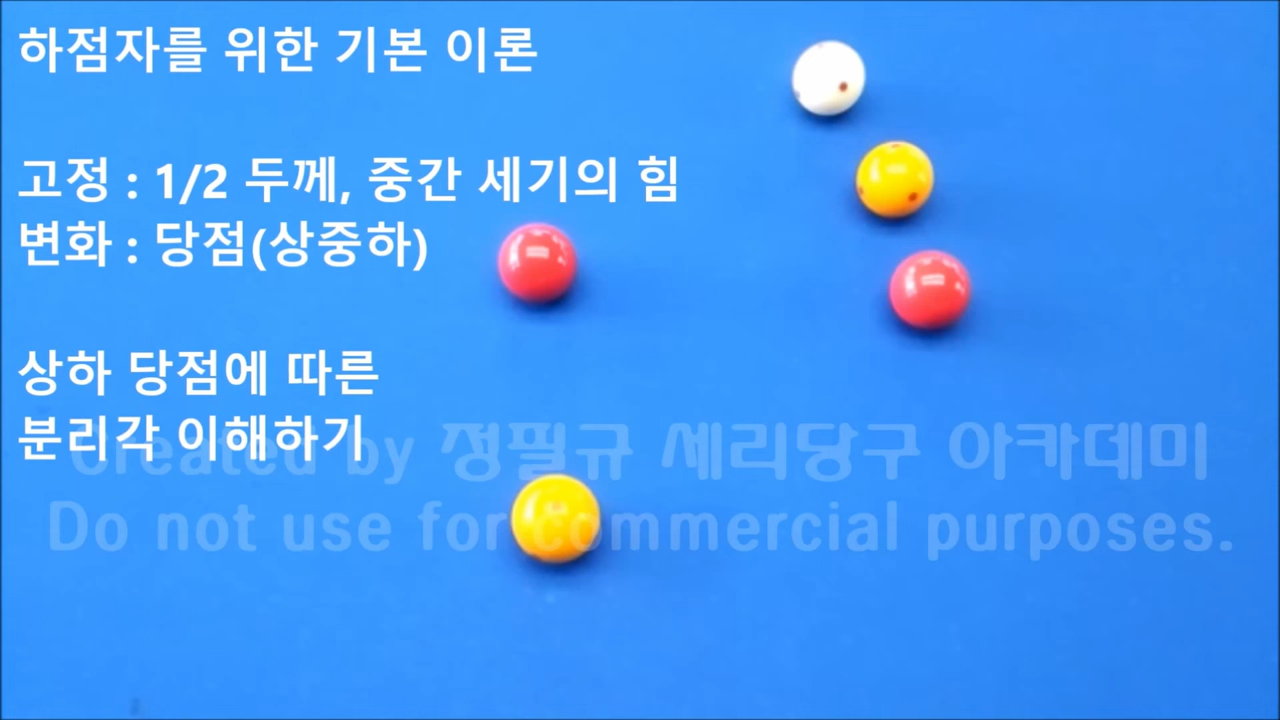 하점자를 위한 기본 이론
고정 : 1/2 두께, 중간 세기의 힘
변화 : 당점(상중하)
상하 당점에 따른
분리각 이해하기
Created by 정필규 세리당구 아카데미
Do not use for commercial purposes.